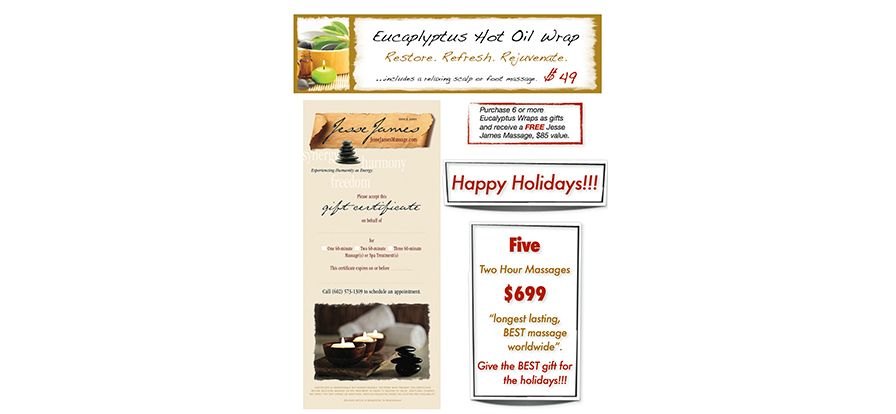 Eucaplyptus Hot Oil Wrap
Restore. Refresh. Rejuvenate.
...includes a relaxing scalp or foot massage. $ 49
Jesse James
JesseJamesMassage.com
synergy harmony
freedom
Experiencing Humanity as Energy
Please accept this
gift certificate
on behalf of
for
One 60-minute Two 60-minute Three 60-minute
Massage(s) or Spa Treatment(s)
This certificate expires on or before
Call (602) 573-1309 to schedule an appointment.
Purchase 6 or more
Eucalyptus Wraps as gifts
and receive a FREE Jesse
James Massage, $85 value.
Happy Holidays!!!
Five
Two Hour Massages
$699
“longest lasting,
BEST massage
worldwide”.
Give the BEST gift for
the holidays!!!